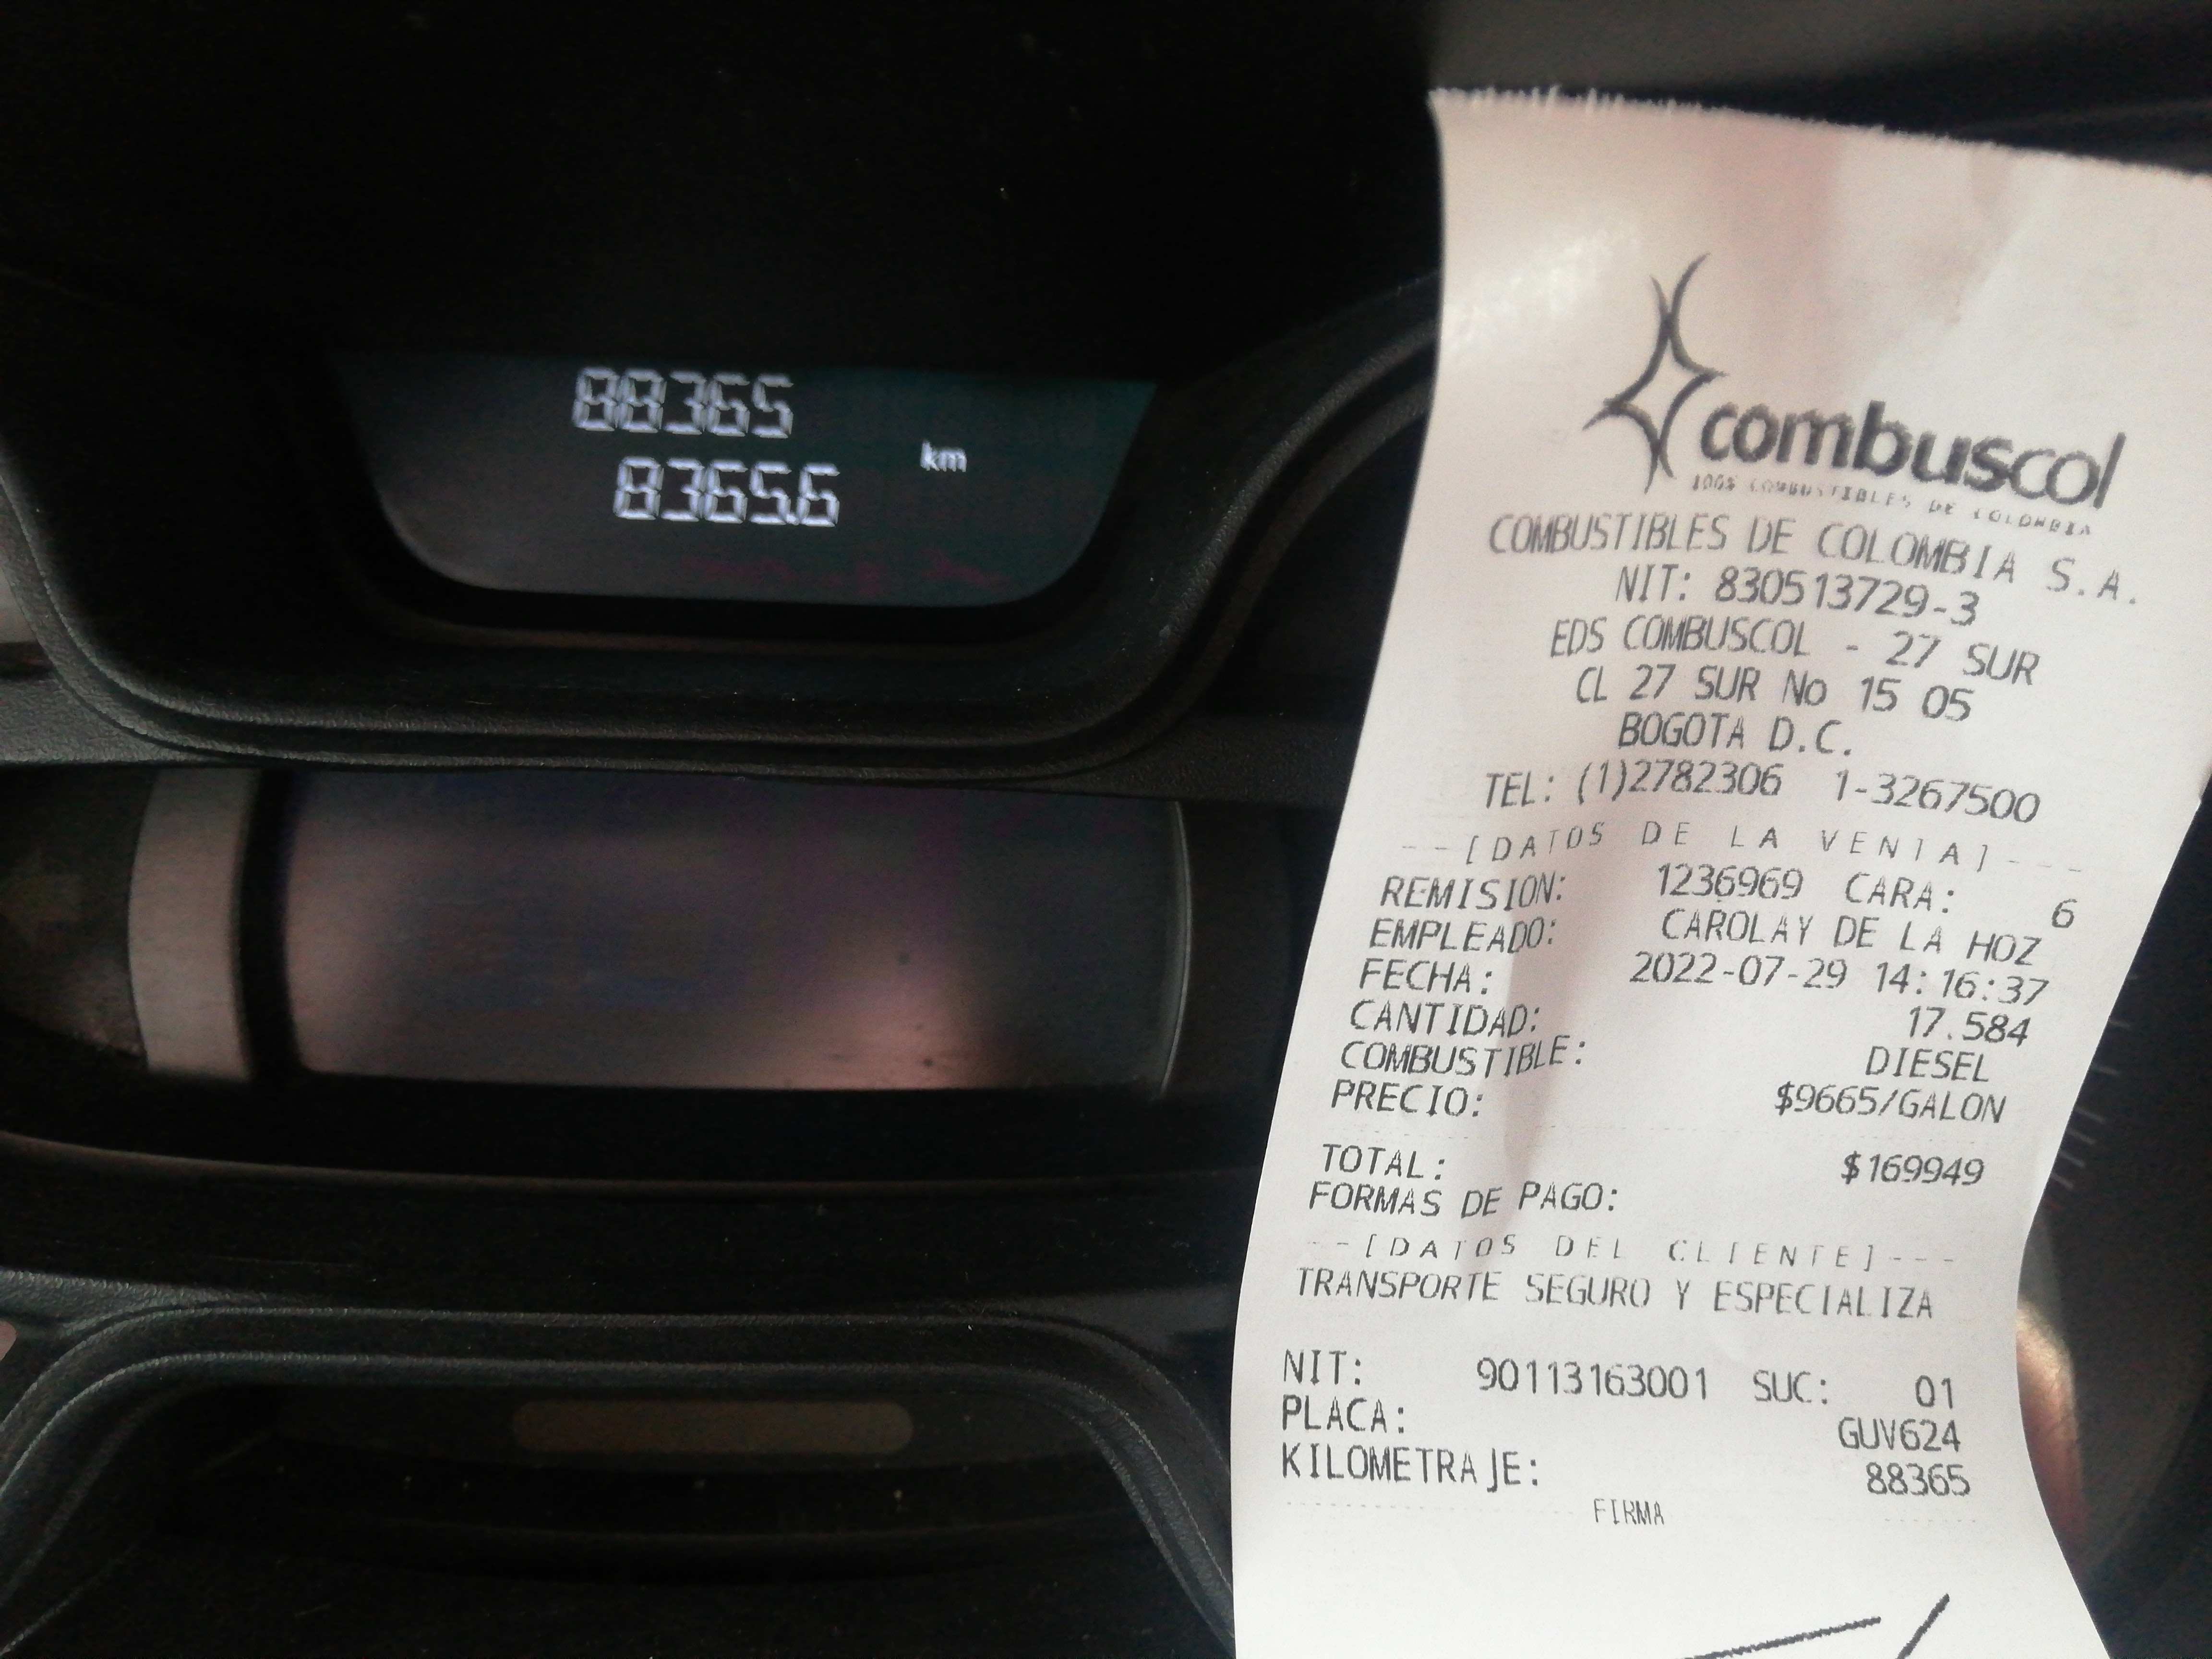 88365
km
8365.6
combuscol
100% COMBUSTIBLES DE COLOMBIA
COMBUSTIBLES DE COLOMBIA S.A.
NIT: 830513729-3
EDS COMBUSCOL - 27 SUR
CL 27 SUR No 15 05
BOGOTA D.C.
TEL: (1)2782306 1-3267500
--[DATOS DE LA VENTA]---
REMISION: 1236969 CARA: 6
EMPLEADO: CAROLAY DE LA HOZ
FECHA: 2022-07-29 14:16:37
CANTIDAD: 17.584
COMBUSTIBLE: DIESEL
PRECIO: $9665/GALON
TOTAL: $169949
FORMAS DE PAGO:
--[DATOS DEL CLIENTE]---
TRANSPORTE SEGURO Y ESPECIALIZA
NIT: 90113163001 SUC: 01
PLACA: GUV624
KILOMETRAJE: 88365
FIRMA